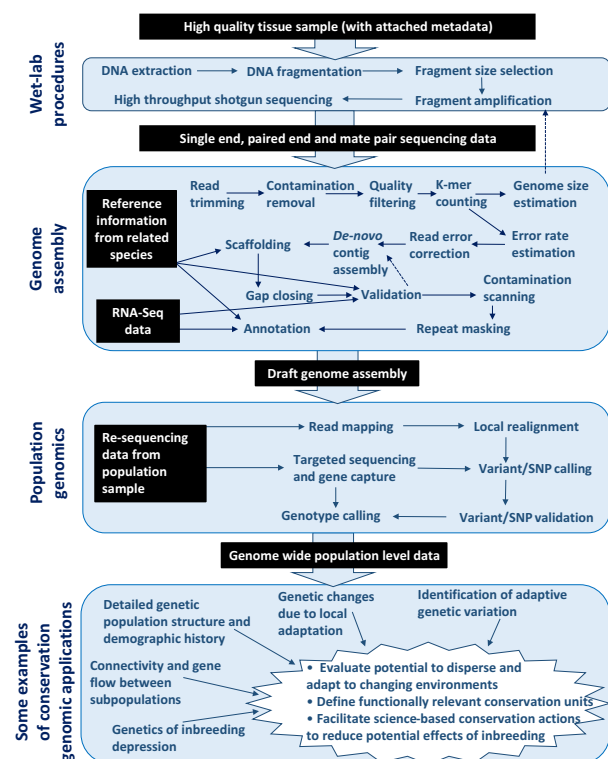 High quality tissue sample (with attached metadata)
Wet-lab
procedures
DNA extraction
DNA fragmentation
Fragment size selection
High throughput shotgun sequencing
Fragment amplification
Single end, paired end and mate pair sequencing data
Genome
assembly
Reference
information
from related
species
RNA-Seq
data
Read
trimming
Contamination
removal
Quality
filtering
K-mer
counting
Genome size
estimation
Scaffolding
De-novo
contig
assembly
Read error
correction
Error rate
estimation
Gap closing
Validation
Contamination
scanning
Annotation
Repeat masking
Draft genome assembly
Population
genomics
Re-sequencing
data from
population
sample
Read mapping
Local realignment
Targeted sequencing
and gene capture
Variant/SNP calling
Genotype calling
Variant/SNP validation
Genome wide population level data
Some examples
of conservation
genomic applications
Detailed genetic
population structure and
demographic history
Genetic changes
due to local
adaptation
Identification of adaptive
genetic variation
Connectivity and gene
flow between
subpopulations
Genetics of inbreeding
depression
• Evaluate potential to disperse and
adapt to changing environments
• Define functionally relevant conservation units
• Facilitate science-based conservation actions
to reduce potential effects of inbreeding